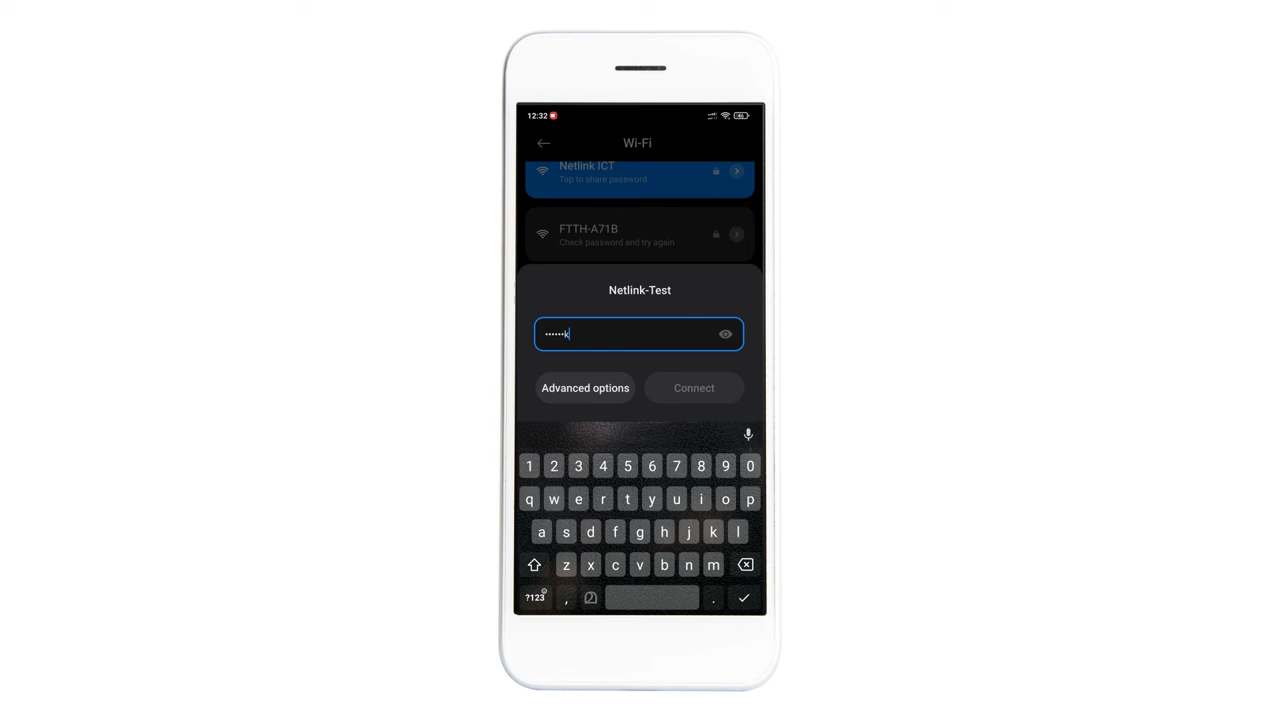 12:32
46
Wi-Fi
Netlink ICT
Tap to share password
FTTH-A71B
Check password and try again
Netlink-Test
••••••k
Advanced options
Connect
1 2 3 4 5 6 7 8 9 0
q w e r t y u i o p
a s d f g h j k l
z x c v b n m
?123 , .